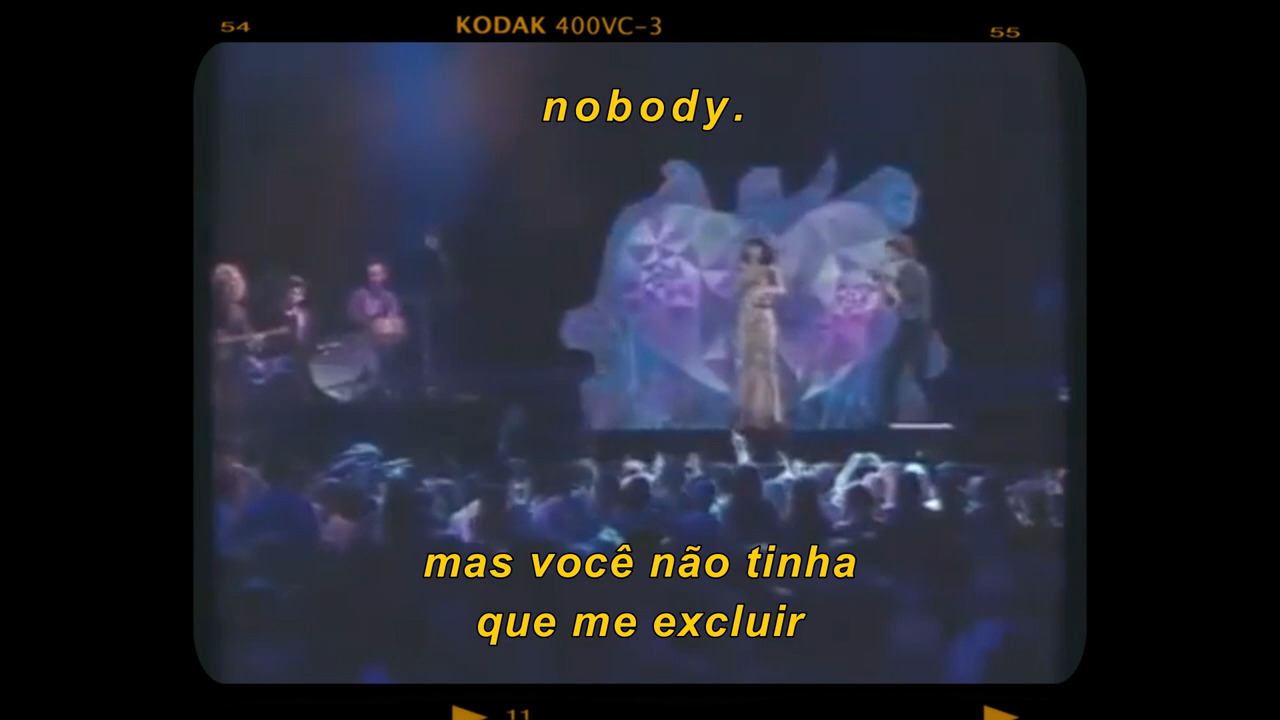 54 KODAK 400VC-3 55
nobody.
mas você não tinha
que me excluir
11